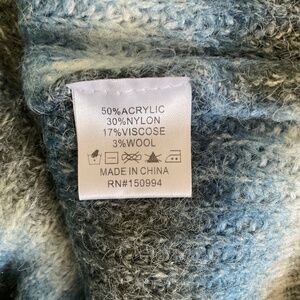 50%ACRYLIC
30%NYLON
17%VISCOSE
3%WOOL
MADE IN CHINA
RN#150994